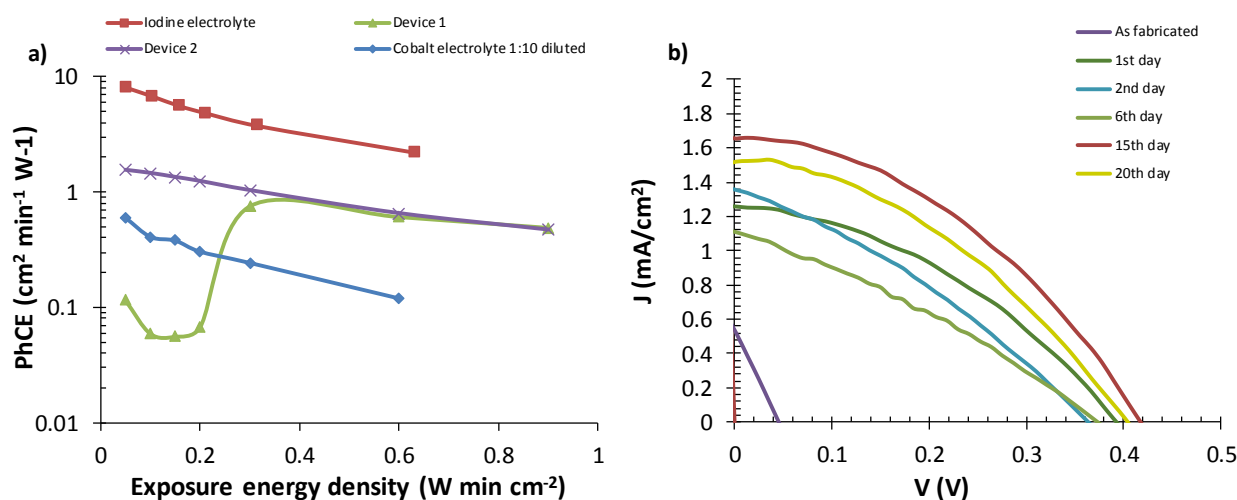 Iodine electrolyte
Device 1
Device 2
Cobalt electrolyte 1:10 diluted
a)
10
1
0.1
0.01
PhCE (cm² min⁻¹ W-1)
0
0.2
0.4
0.6
0.8
1
Exposure energy density (W min cm⁻²)
b)
As fabricated
1st day
2nd day
6th day
15th day
20th day
2
1.8
1.6
1.4
1.2
1
0.8
0.6
0.4
0.2
0
J (mA/cm²)
0
0.1
0.2
0.3
0.4
0.5
V (V)